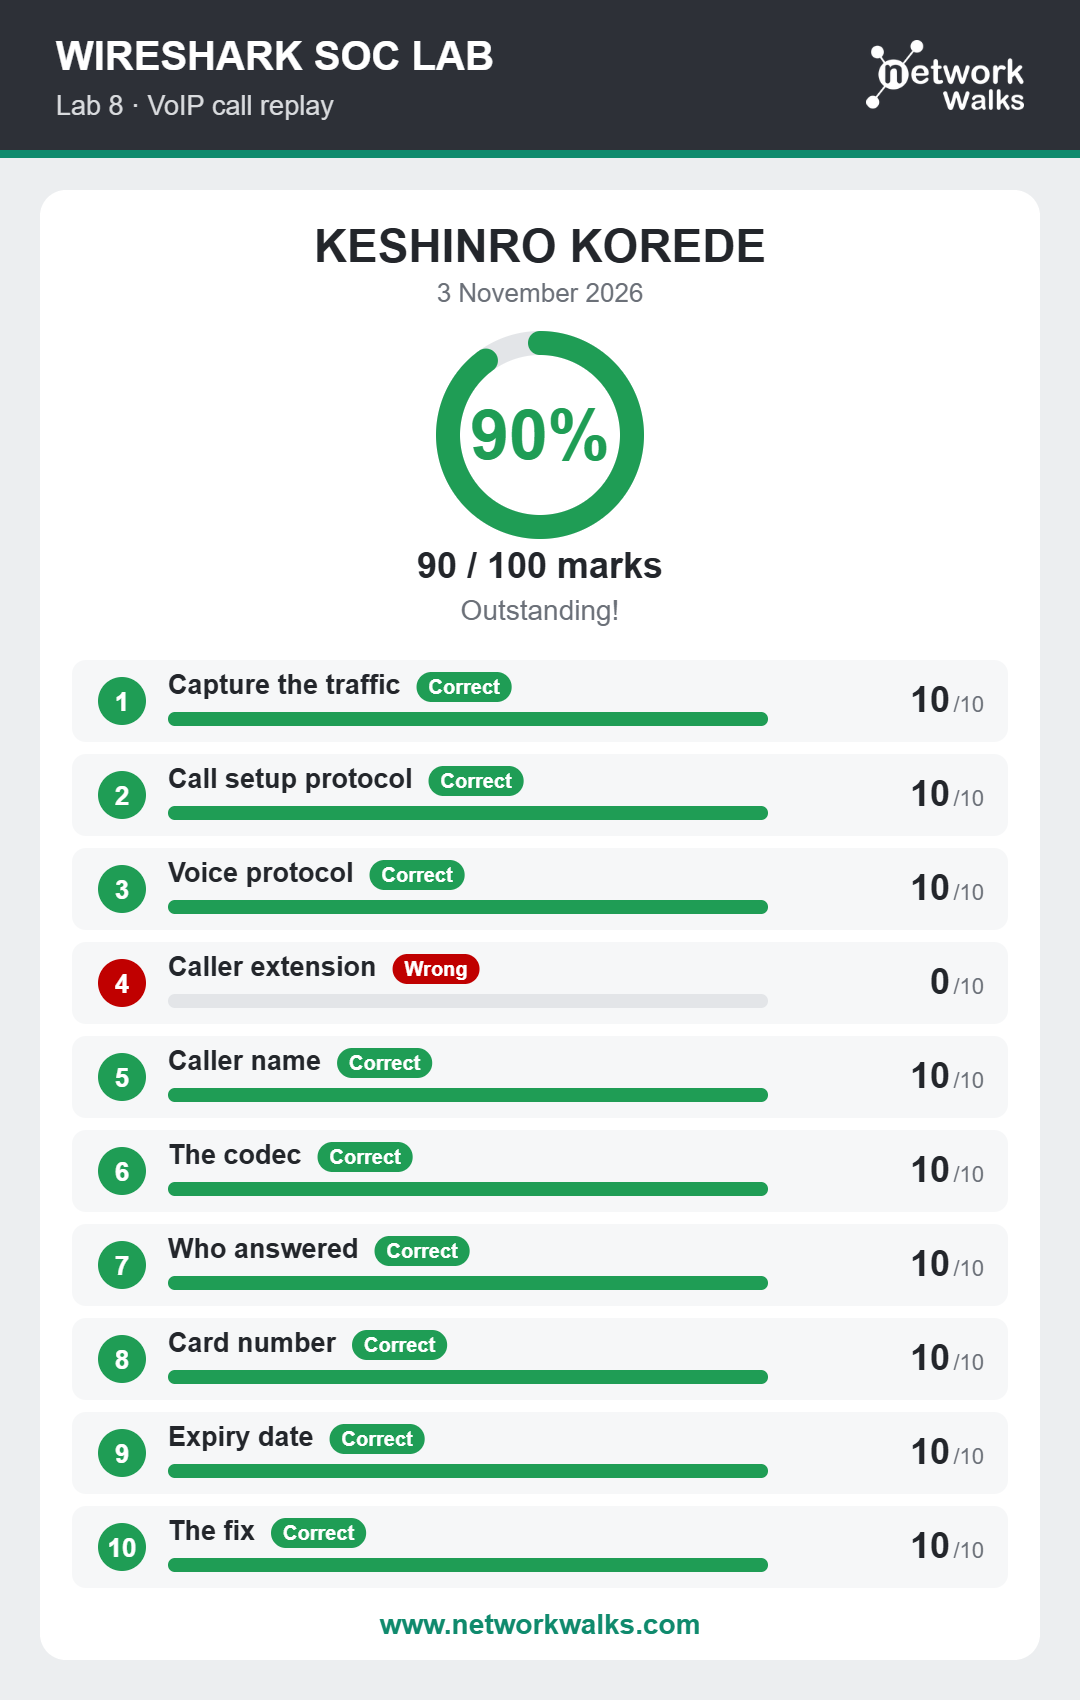 WIRESHARK SOC LAB
Lab 8 · VoIP call replay
network
Walks
KESHINRO KOREDE
3 November 2026
90%
90 / 100 marks
Outstanding!
1 Capture the traffic Correct 10 /10
2 Call setup protocol Correct 10 /10
3 Voice protocol Correct 10 /10
4 Caller extension Wrong 0 /10
5 Caller name Correct 10 /10
6 The codec Correct 10 /10
7 Who answered Correct 10 /10
8 Card number Correct 10 /10
9 Expiry date Correct 10 /10
10 The fix Correct 10 /10
www.networkwalks.com